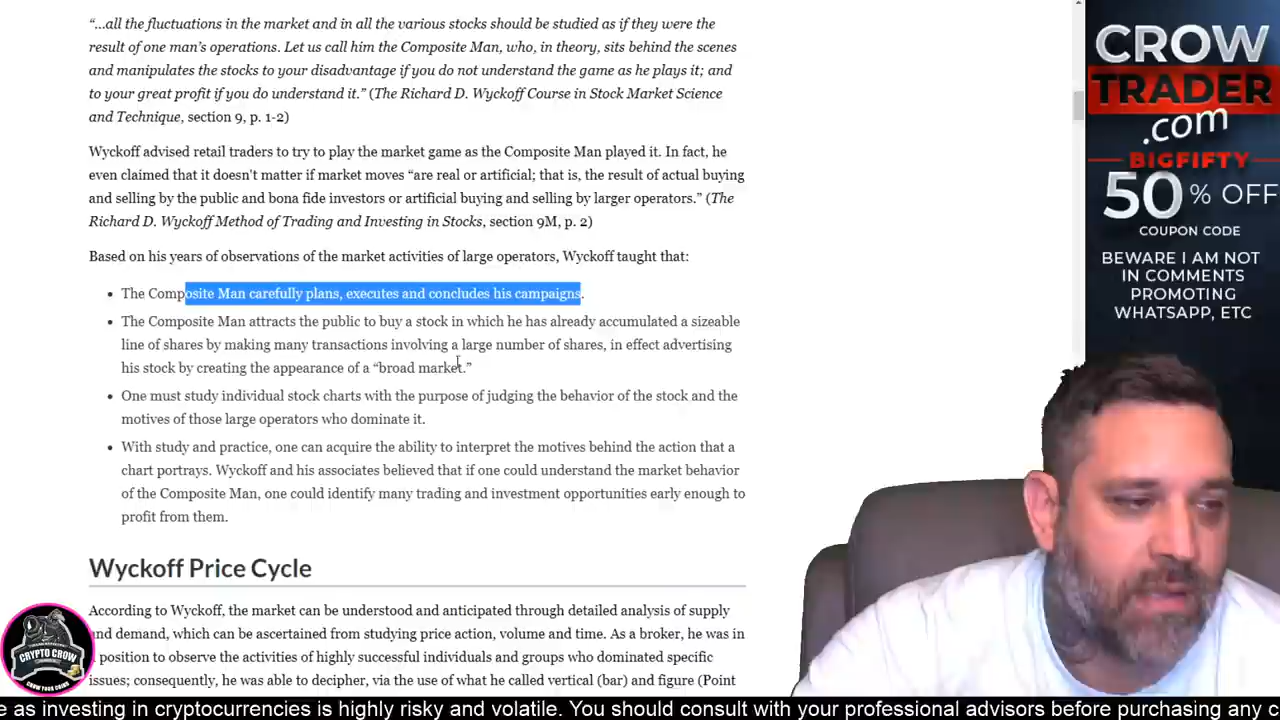 “...all the fluctuations in the market and in all the various stocks should be studied as if they were the
result of one man’s operations. Let us call him the Composite Man, who, in theory, sits behind the scenes
and manipulates the stocks to your disadvantage if you do not understand the game as he plays it; and
to your great profit if you do understand it.” (The Richard D. Wyckoff Course in Stock Market Science
and Technique, section 9, p. 1-2)
Wyckoff advised retail traders to try to play the market game as the Composite Man played it. In fact, he
even claimed that it doesn't matter if market moves “are real or artificial; that is, the result of actual buying
and selling by the public and bona fide investors or artificial buying and selling by larger operators.” (The
Richard D. Wyckoff Method of Trading and Investing in Stocks, section 9M, p. 2)
Based on his years of observations of the market activities of large operators, Wyckoff taught that:
• The Composite Man carefully plans, executes and concludes his campaigns.
• The Composite Man attracts the public to buy a stock in which he has already accumulated a sizeable
line of shares by making many transactions involving a large number of shares, in effect advertising
his stock by creating the appearance of a “broad market.”
• One must study individual stock charts with the purpose of judging the behavior of the stock and the
motives of those large operators who dominate it.
• With study and practice, one can acquire the ability to interpret the motives behind the action that a
chart portrays. Wyckoff and his associates believed that if one could understand the market behavior
of the Composite Man, one could identify many trading and investment opportunities early enough to
profit from them.
Wyckoff Price Cycle
According to Wyckoff, the market can be understood and anticipated through detailed analysis of supply
and demand, which can be ascertained from studying price action, volume and time. As a broker, he was in
position to observe the activities of highly successful individuals and groups who dominated specific
issues; consequently, he was able to decipher, via the use of what he called vertical (bar) and figure (Point
CROW
TRADER
.com
BIGFIFTY
50 % OFF
COUPON CODE
BEWARE I AM NOT
IN COMMENTS
PROMOTING
WHATSAPP, ETC
CRYPTO CROW
e as investing in cryptocurrencies is highly risky and volatile. You should consult with your professional advisors before purchasing any c